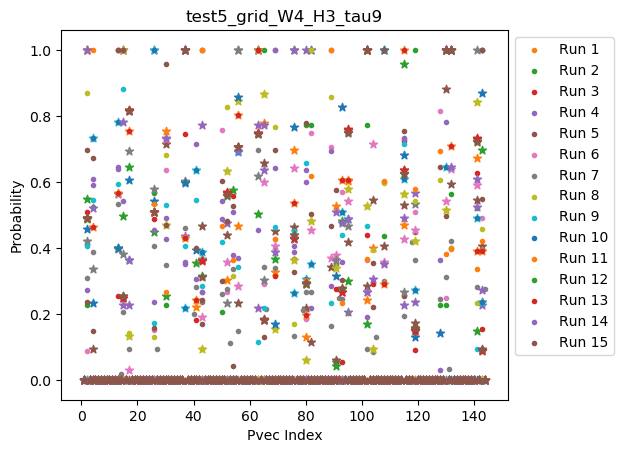 test5_grid_W4_H3_tau9
1.0
0.8
0.6
0.4
0.2
0.0
Probability
0
20
40
60
80
100
120
140
Pvec Index
Run 1
Run 2
Run 3
Run 4
Run 5
Run 6
Run 7
Run 8
Run 9
Run 10
Run 11
Run 12
Run 13
Run 14
Run 15